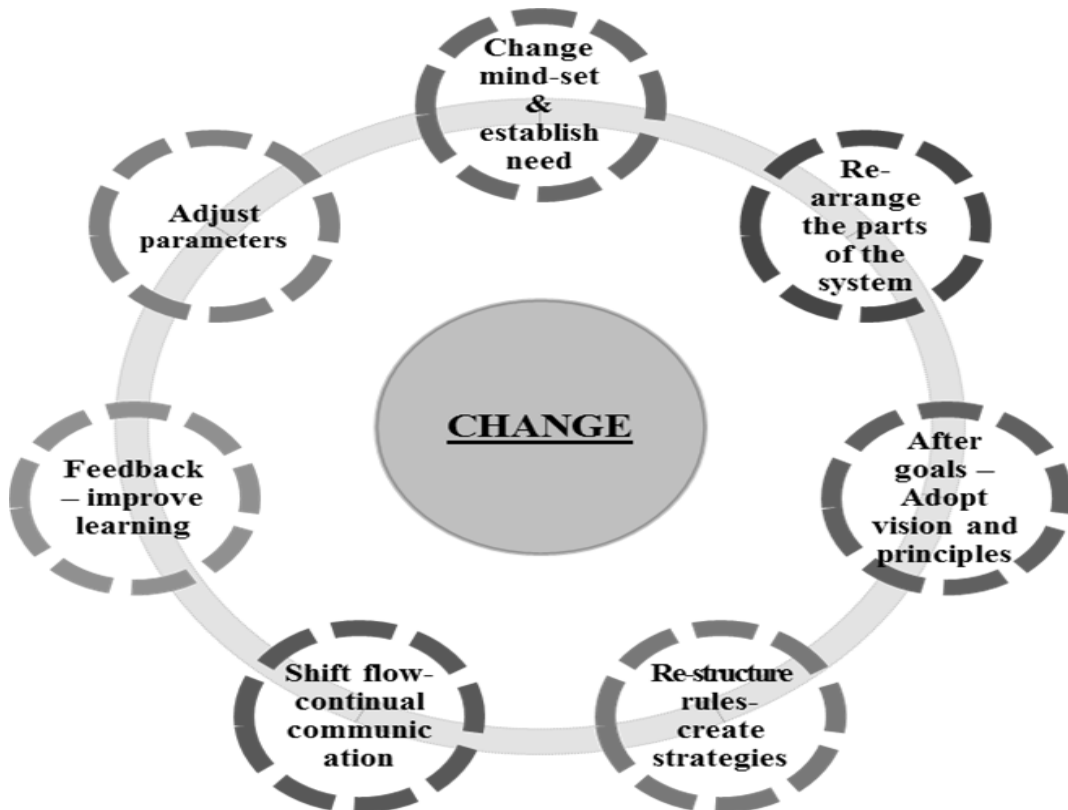 Change
mind-set
&
establish
need
Re-
arrange
the parts
of the
system
After
goals –
Adopt
vision and
principles
Re-structure
rules-
create
strategies
Shift flow-
continual
communic
ation
Feedback
– improve
learning
Adjust
parameters
CHANGE